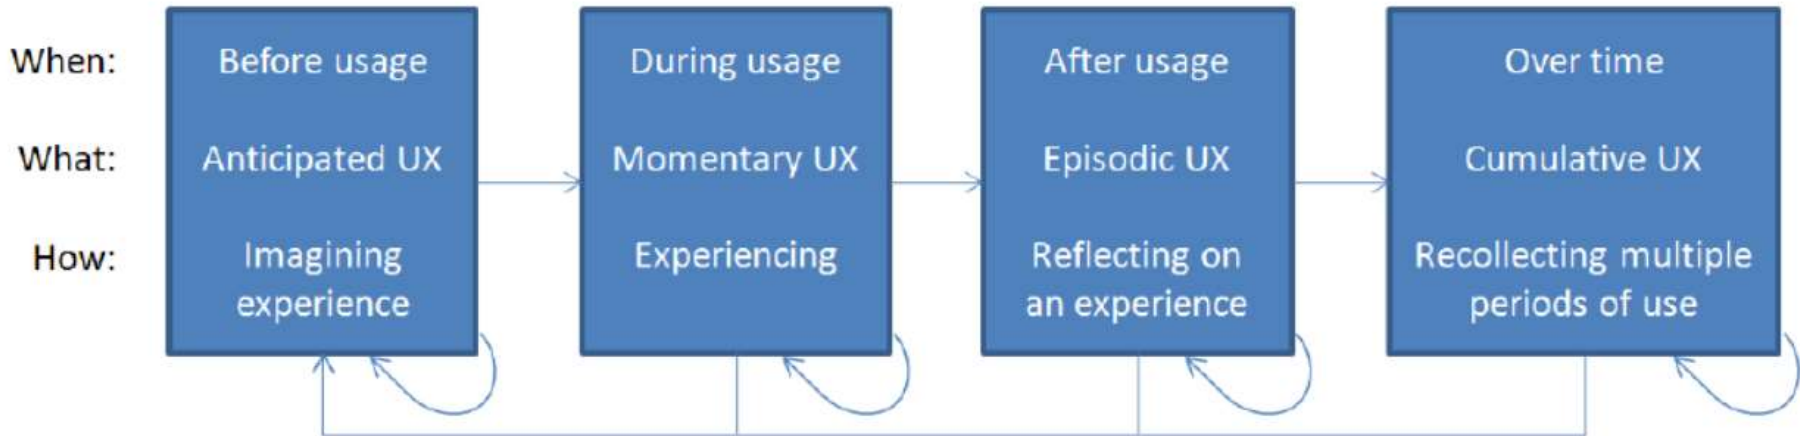 When: Before usage During usage After usage Over time
What: Anticipated UX Momentary UX Episodic UX Cumulative UX
How: Imagining Experiencing Reflecting on Recollecting multiple
experience an experience periods of use